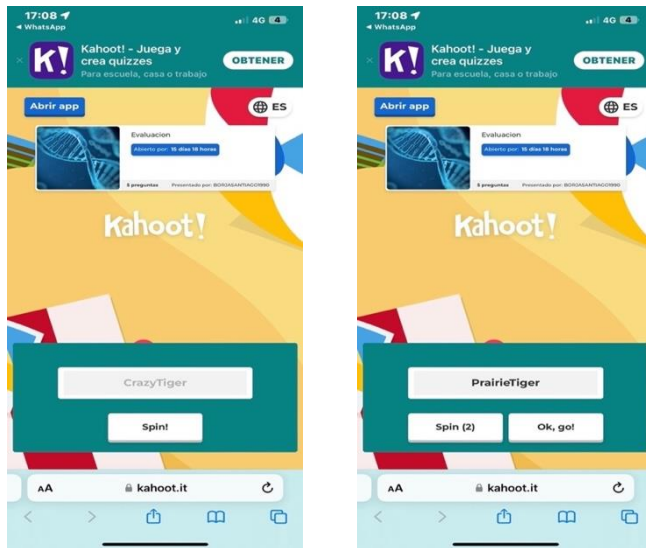 17:08
4G 4
WhatsApp
Kahoot! - Juega y
crea quizzes
Para escuela, casa o trabajo
OBTENER
Abrir app
ES
Evaluacion
Abierto por: 15 días 18 horas
5 preguntas Presentado por: BORJASANTIAGO1990
Kahoot!
CrazyTiger
Spin!
AA
kahoot.it
17:08
4G 4
WhatsApp
Kahoot! - Juega y
crea quizzes
Para escuela, casa o trabajo
OBTENER
Abrir app
ES
Evaluacion
Abierto por: 15 días 18 horas
5 preguntas Presentado por: BORJASANTIAGO1990
Kahoot!
PrairieTiger
Spin (2) Ok, go!
AA
kahoot.it